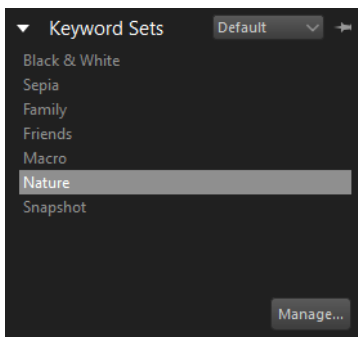 Keyword Sets Default
Black & White
Sepia
Family
Friends
Macro
Nature
Snapshot
Manage...